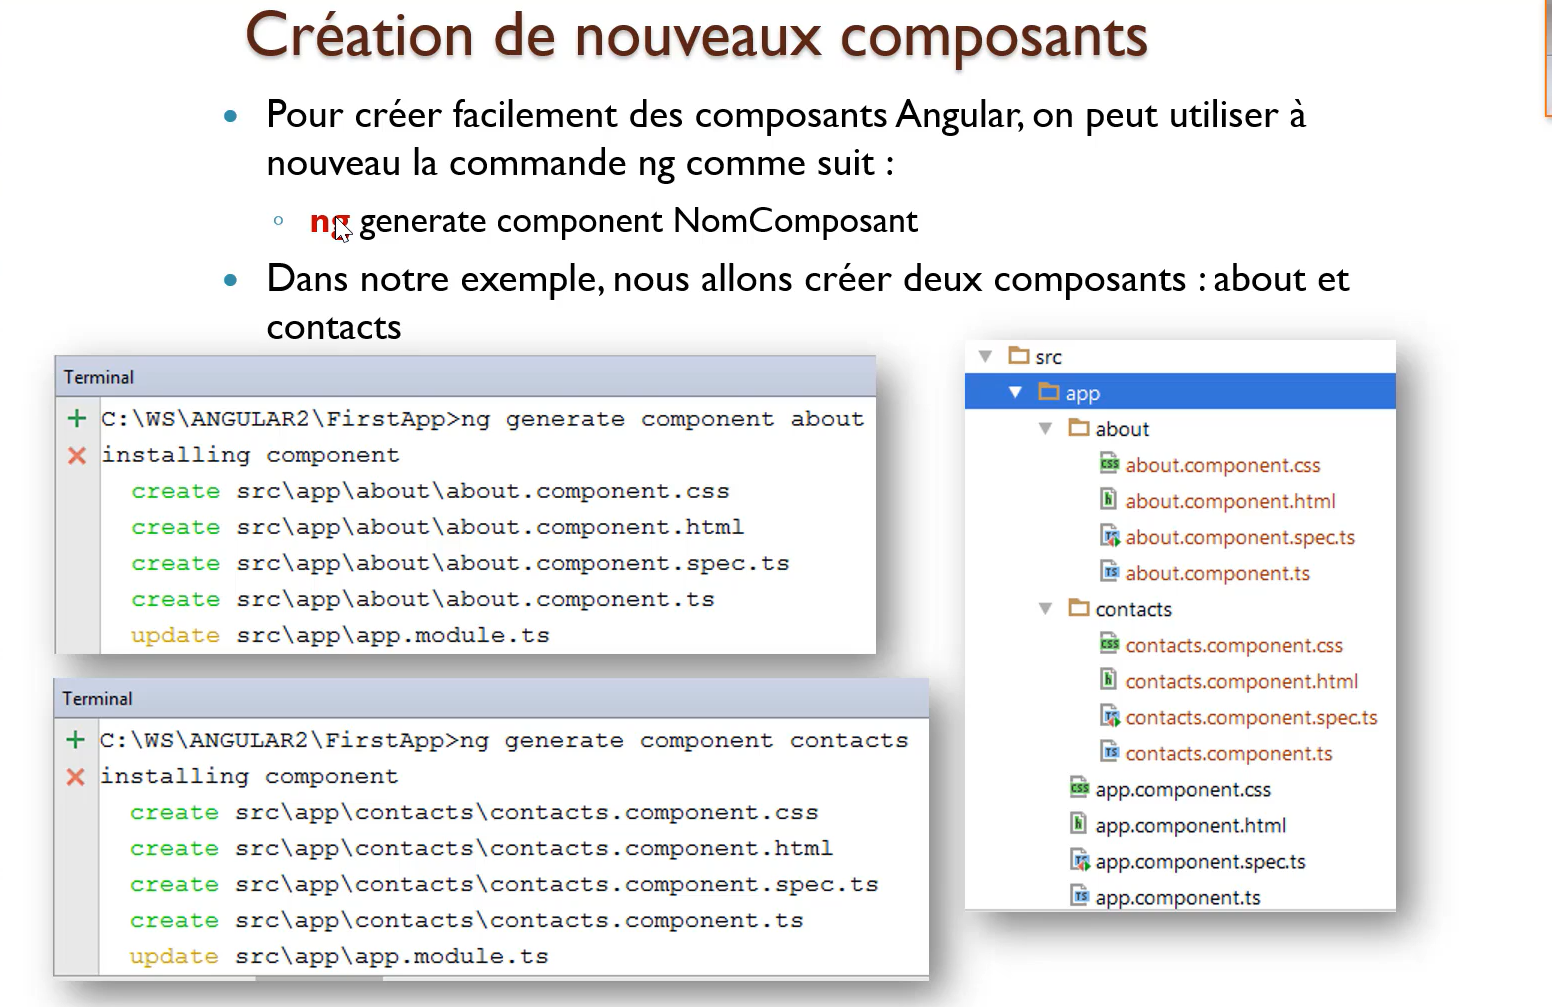 Création de nouveaux composants
Pour créer facilement des composants Angular, on peut utiliser à
nouveau la commande ng comme suit :
ng generate component NomComposant
Dans notre exemple, nous allons créer deux composants : about et
contacts
Terminal
C:\WS\ANGULAR2\FirstApp>ng generate component about
installing component
create src\app\about\about.component.css
create src\app\about\about.component.html
create src\app\about\about.component.spec.ts
create src\app\about\about.component.ts
update src\app\app.module.ts
Terminal
C:\WS\ANGULAR2\FirstApp>ng generate component contacts
installing component
create src\app\contacts\contacts.component.css
create src\app\contacts\contacts.component.html
create src\app\contacts\contacts.component.spec.ts
create src\app\contacts\contacts.component.ts
update src\app\app.module.ts
src
app
about
about.component.css
about.component.html
about.component.spec.ts
about.component.ts
contacts
contacts.component.css
contacts.component.html
contacts.component.spec.ts
contacts.component.ts
app.component.css
app.component.html
app.component.spec.ts
app.component.ts